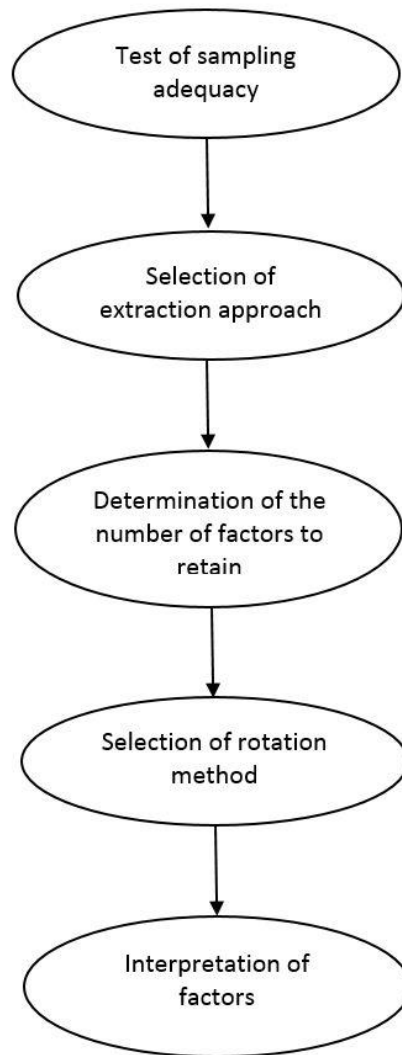 Test of sampling
adequacy
Selection of
extraction approach
Determination of the
number of factors to
retain
Selection of rotation
method
Interpretation of
factors